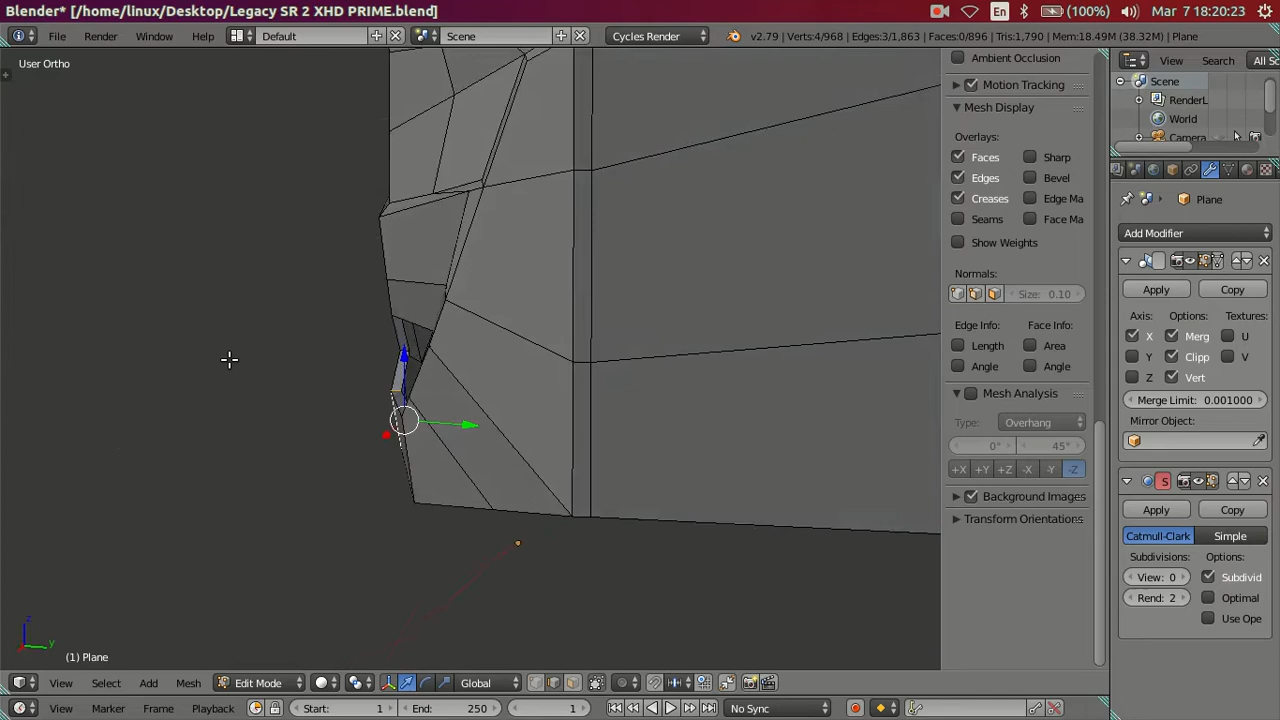 Blender* [/home/linux/Desktop/Legacy SR 2 XHD PRIME.blend] En (100%) Mar 7 18:20:23
File Render Window Help Default Scene Cycles Render v2.79 | Verts:4/968 | Edges:3/1,863 | Faces:0/896 | Tris:1,790 | Mem:18.49M (38.32M) | Plane
User Ortho
Ambient Occlusion
Motion Tracking
Mesh Display
Overlays:
Faces Sharp
Edges Bevel
Creases Edge Ma
Seams Face Ma
Show Weights
Normals:
Size: 0.10
Edge Info: Face Info:
Length Area
Angle Angle
Mesh Analysis
Type: Overhang
0° 45°
+X +Y +Z -X -Y -Z
Background Images
Transform Orientations
View Search All Sc
Scene
RenderL
World
Camera
Plane
Add Modifier
Apply Copy
Axis: Options: Textures:
X Merg U
Y Clipp V
Z Vert
Merge Limit: 0.001000
Mirror Object:
S
Apply Copy
Catmull-Clark Simple
Subdivisions: Options:
View: 0 Subdivid
Rend: 2 Optimal
Use Ope
z
y
(1) Plane
View Select Add Mesh Edit Mode Global
View Marker Frame Playback Start: 1 End: 250 1 No Sync